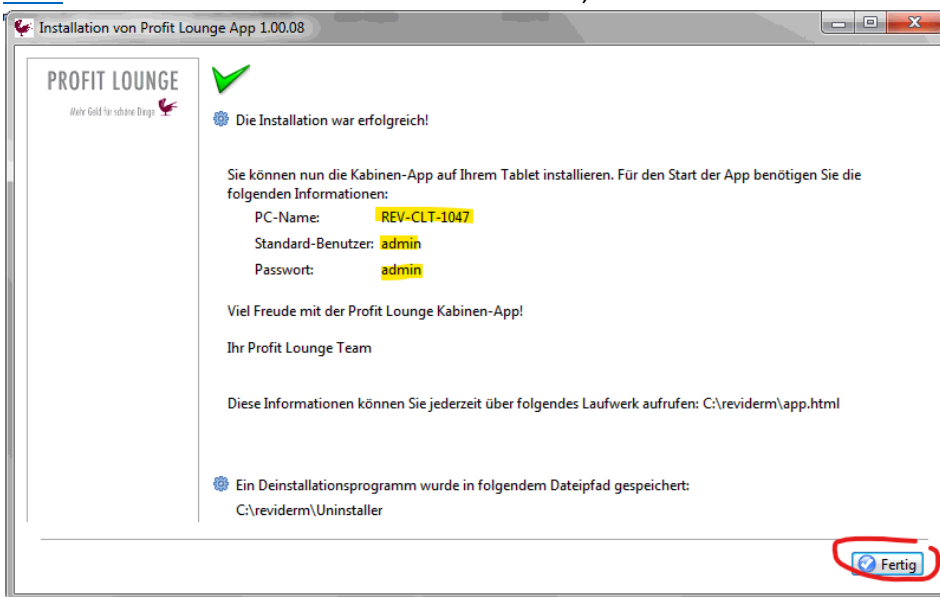 Installation von Profit Lounge App 1.00.08
PROFIT LOUNGE
Mehr Geld für schöne Dinge
Die Installation war erfolgreich!
Sie können nun die Kabinen-App auf Ihrem Tablet installieren. Für den Start der App benötigen Sie die
folgenden Informationen:
PC-Name: REV-CLT-1047
Standard-Benutzer: admin
Passwort: admin
Viel Freude mit der Profit Lounge Kabinen-App!
Ihr Profit Lounge Team
Diese Informationen können Sie jederzeit über folgendes Laufwerk aufrufen: C:\reviderm\app.html
Ein Deinstallationsprogramm wurde in folgendem Dateipfad gespeichert:
C:\reviderm\Uninstaller
Fertig